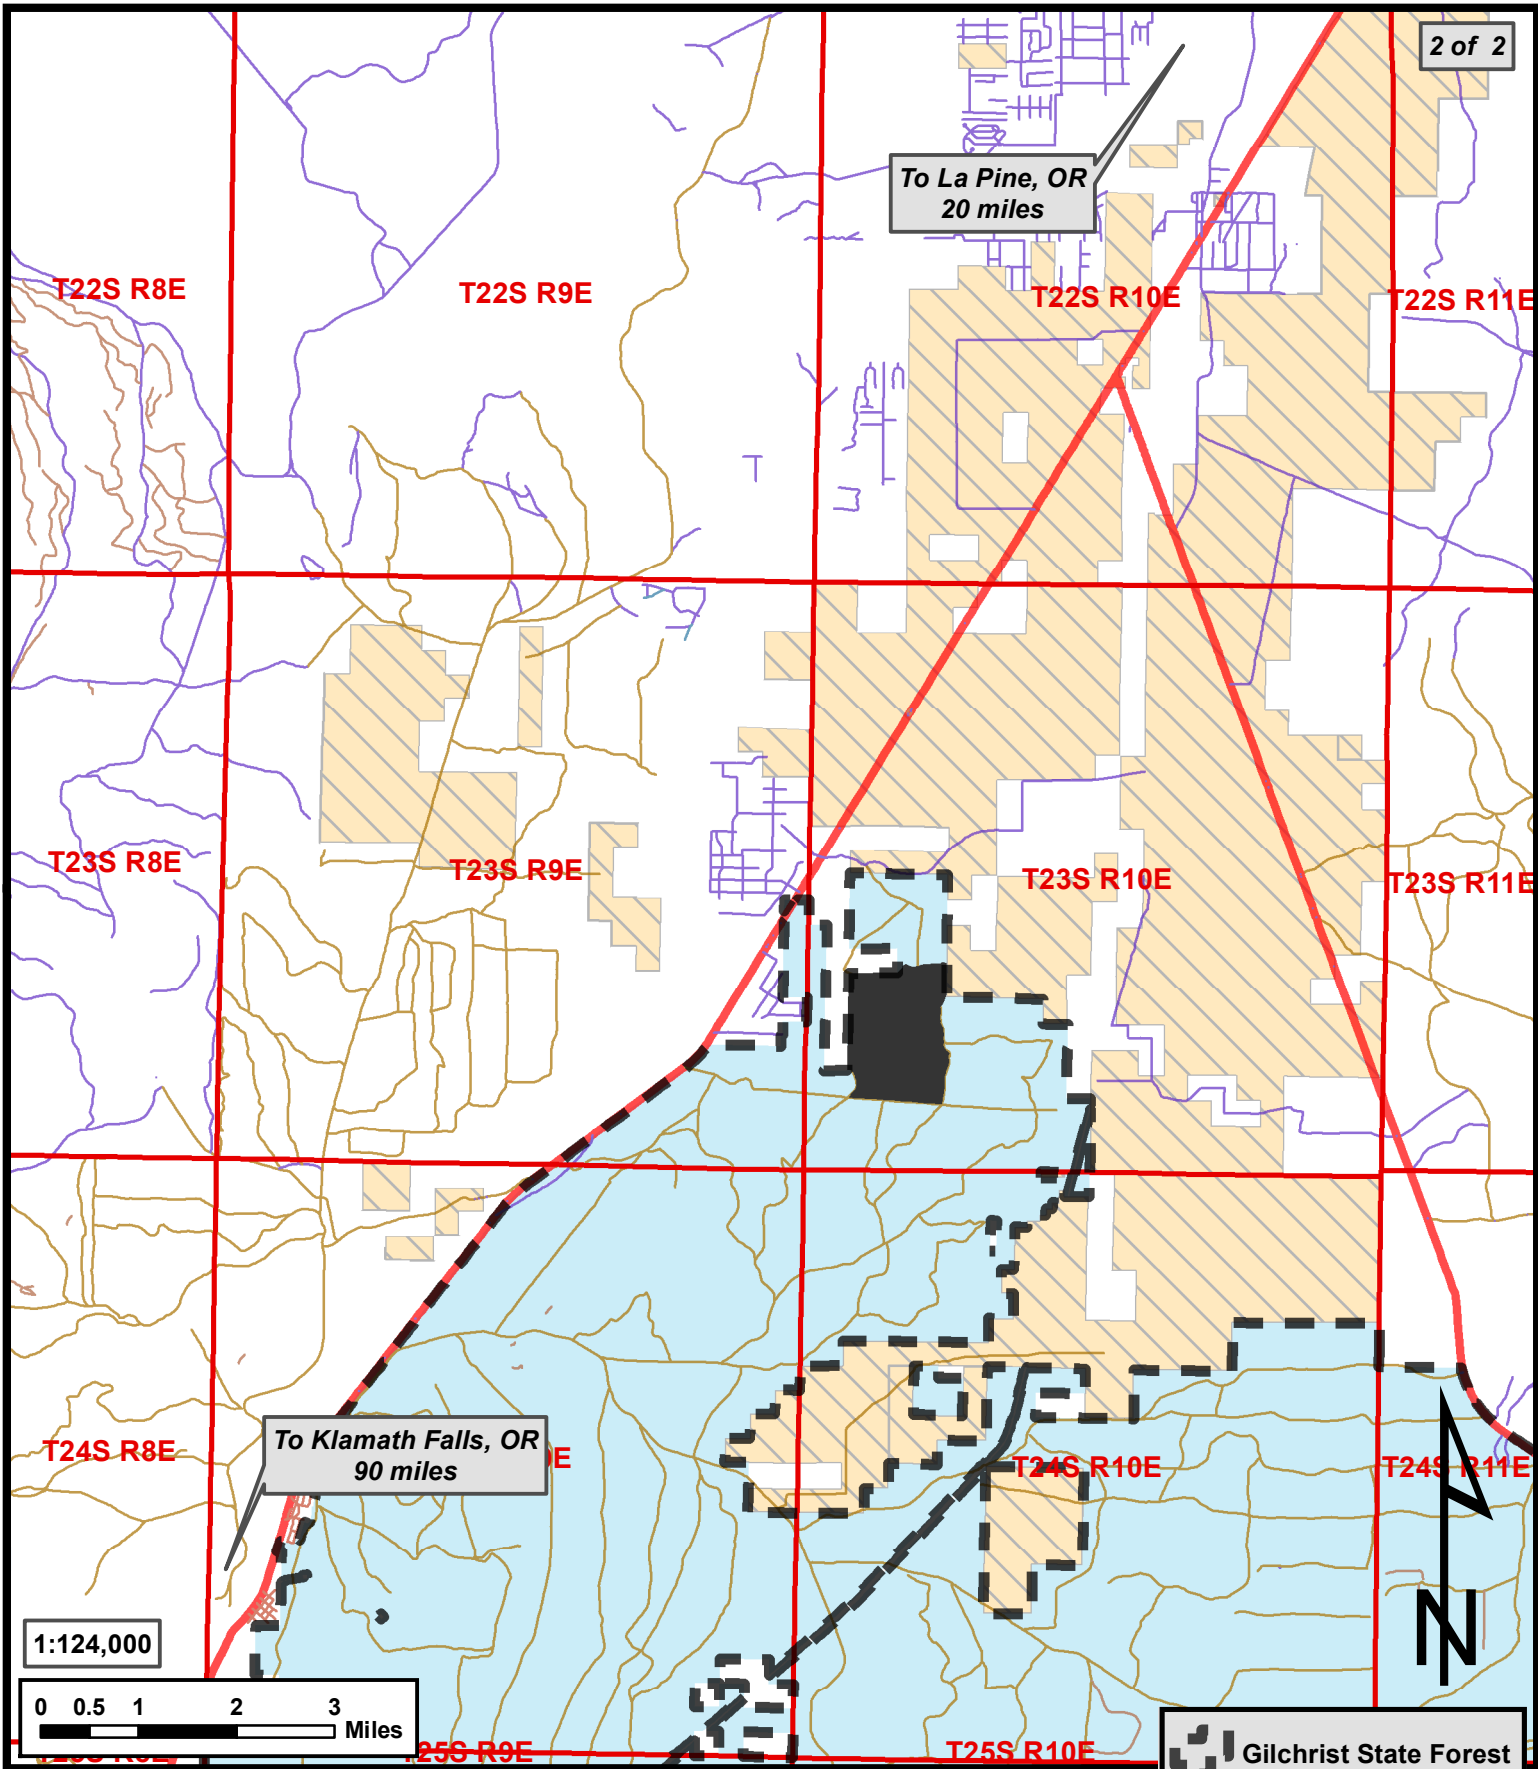 2 of 2
To La Pine, OR
20 miles
T22S R8E
T22S R9E
T22S R10E
T22S R11E
T23S R8E
T23S R9E
T23S R10E
T23S R11E
T24S R8E
To Klamath Falls, OR
90 miles
E
T24S R10E
T24S R11E
1:124,000
0 0.5 1 2 3
Miles
N
T25S R9E
T25S R10E
Gilchrist State Forest